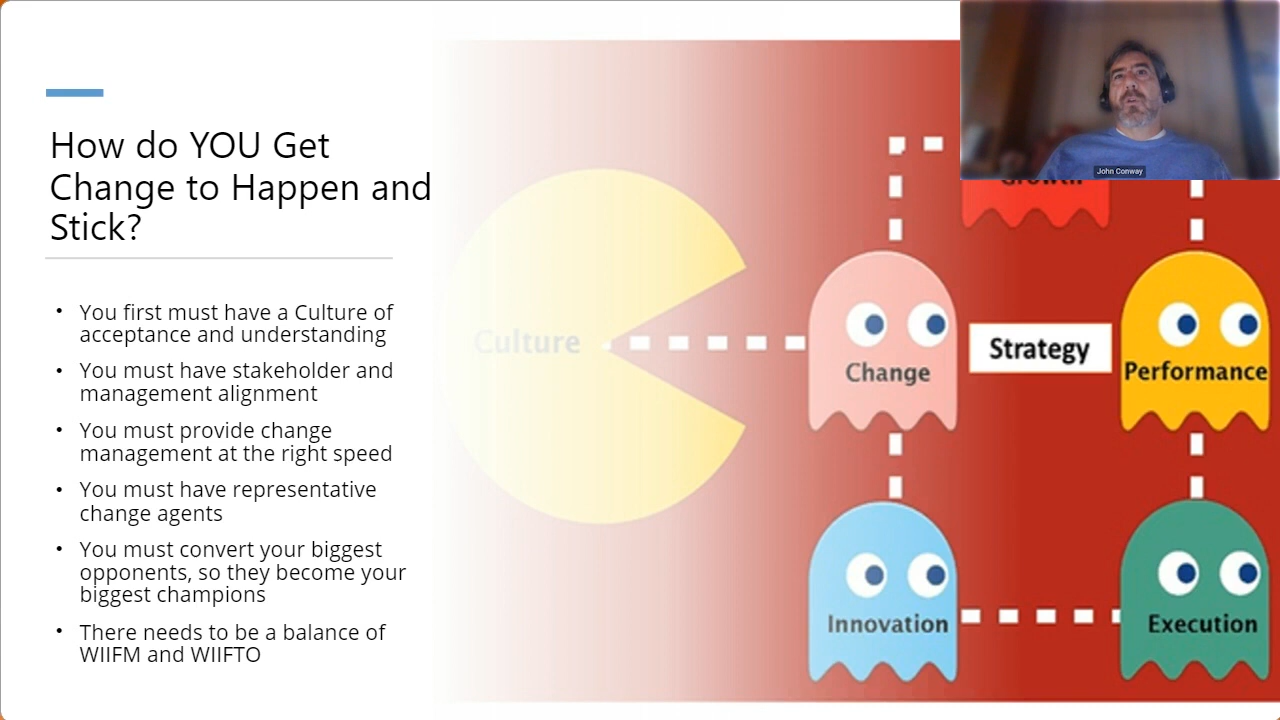 How do YOU Get
Change to Happen and
Stick?
• You first must have a Culture of
acceptance and understanding
• You must have stakeholder and
management alignment
• You must provide change
management at the right speed
• You must have representative
change agents
• You must convert your biggest
opponents, so they become your
biggest champions
• There needs to be a balance of
WIIFM and WIIFTO
John Conway
Growth
Culture
Change
Strategy
Performance
Innovation
Execution